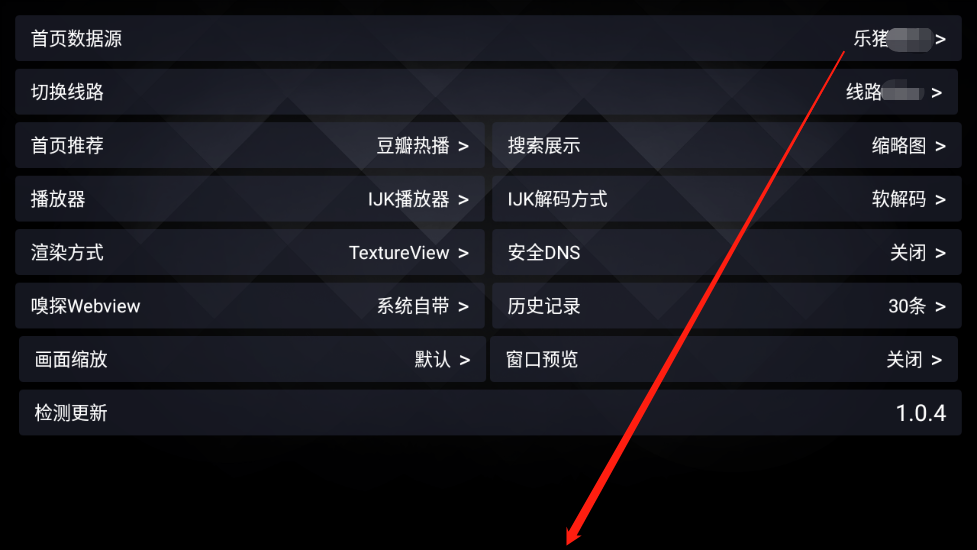 首页数据源 乐猪 >
切换线路 线路 >
首页推荐 豆瓣热播 > 搜索展示 缩略图 >
播放器 IJK播放器 > IJK解码方式 软解码 >
渲染方式 TextureView > 安全DNS 关闭 >
嗅探Webview 系统自带 > 历史记录 30条 >
画面缩放 默认 > 窗口预览 关闭 >
检测更新 1.0.4